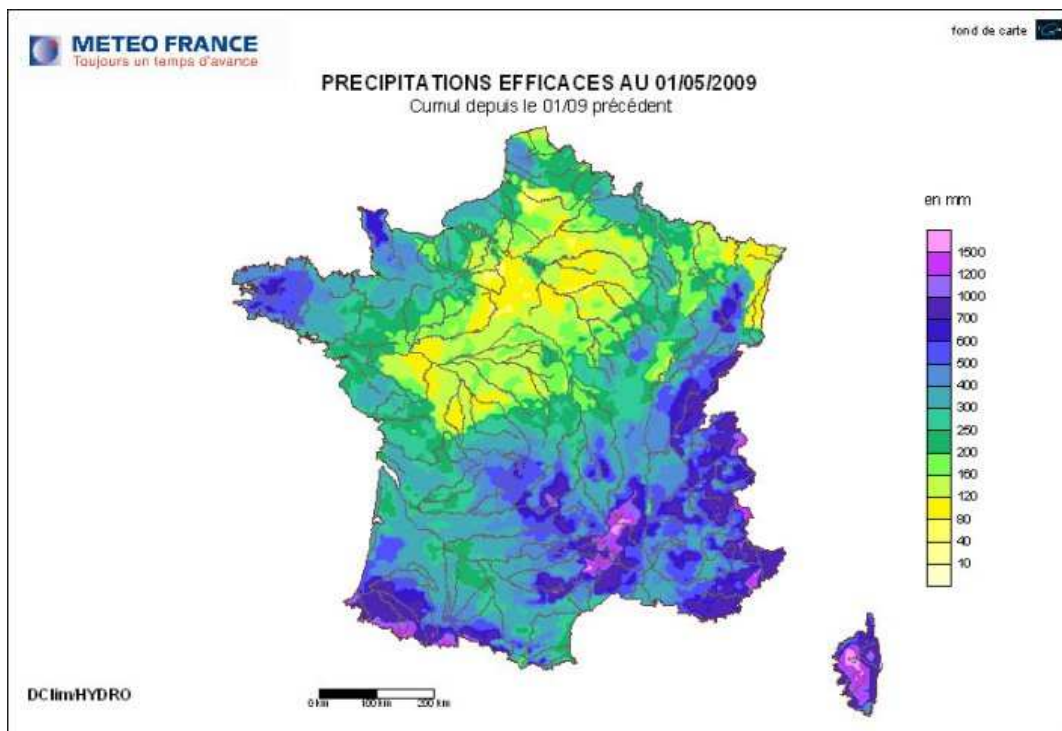 METEO FRANCE
Toujours un temps d'avance
fond de carte
PRECIPITATIONS EFFICACES AU 01/05/2009
Cumul depuis le 01/09 précédent
en mm
1500
1200
1000
700
600
500
400
300
250
200
160
120
80
40
10
DClim/HYDRO
0 km 100 km 200 km